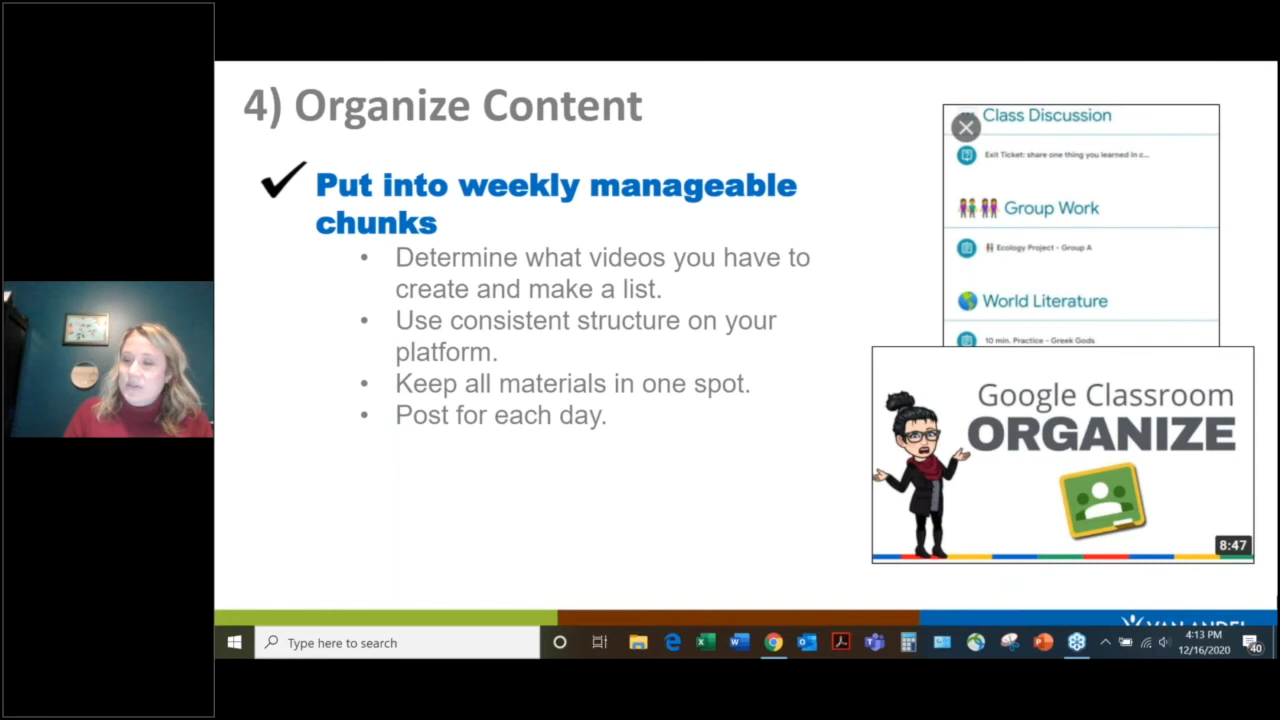 4) Organize Content
Put into weekly manageable
chunks
• Determine what videos you have to
create and make a list.
• Use consistent structure on your
platform.
• Keep all materials in one spot.
• Post for each day.
Class Discussion
Exit Ticket: share one thing you learned in c...
Group Work
Ecology Project - Group A
World Literature
10 min. Practice - Greek Gods
Google Classroom
ORGANIZE
8:47
Type here to search
4:13 PM
12/16/2020
40